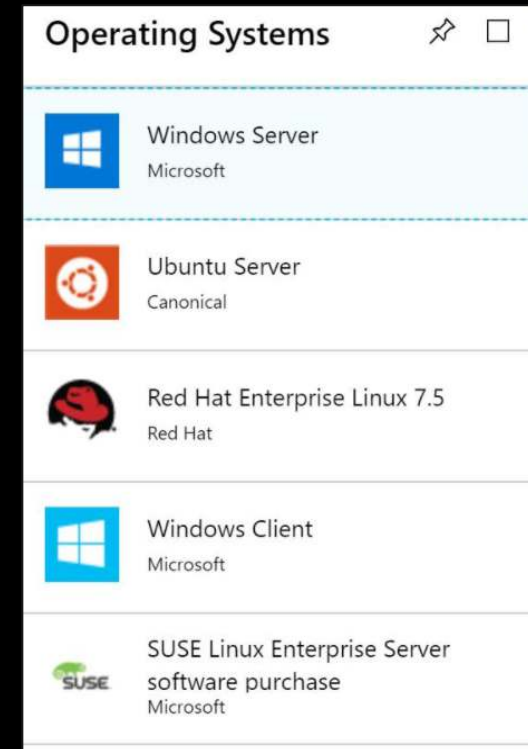 Operating Systems
Windows Server
Microsoft
Ubuntu Server
Canonical
Red Hat Enterprise Linux 7.5
Red Hat
Windows Client
Microsoft
SUSE Linux Enterprise Server
software purchase
SUSE
Microsoft